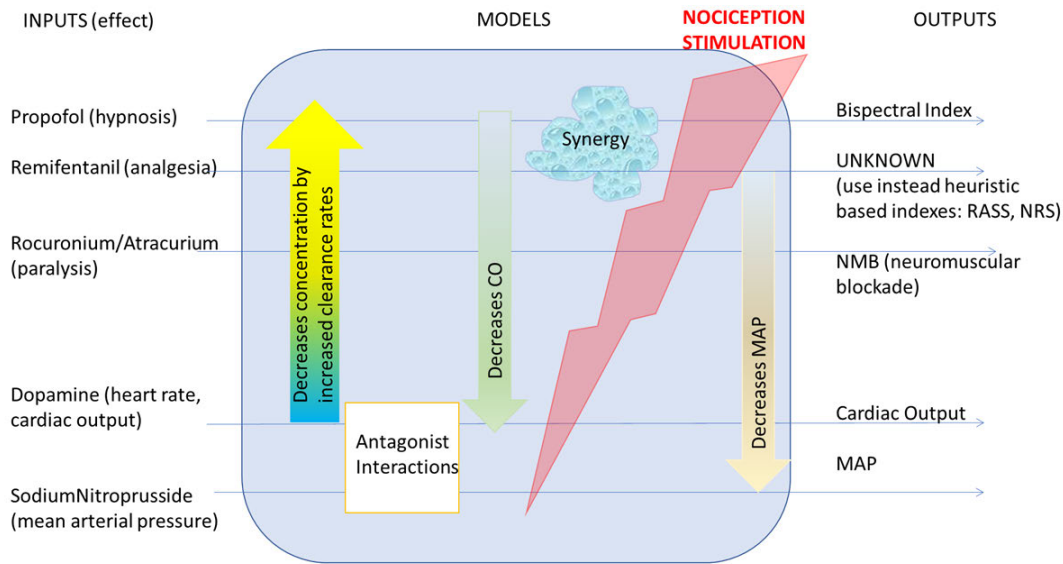 INPUTS (effect)
MODELS
NOCICEPTION
STIMULATION
OUTPUTS
Propofol (hypnosis)
Synergy
Bispectral Index
Remifentanil (analgesia)
UNKNOWN
(use instead heuristic
based indexes: RASS, NRS)
Rocuronium/Atracurium
(paralysis)
NMB (neuromuscular
blockade)
Decreases concentration by
increased clearance rates
Decreases CO
Decreases MAP
Dopamine (heart rate,
cardiac output)
Antagonist
Interactions
Cardiac Output
MAP
SodiumNitroprusside
(mean arterial pressure)